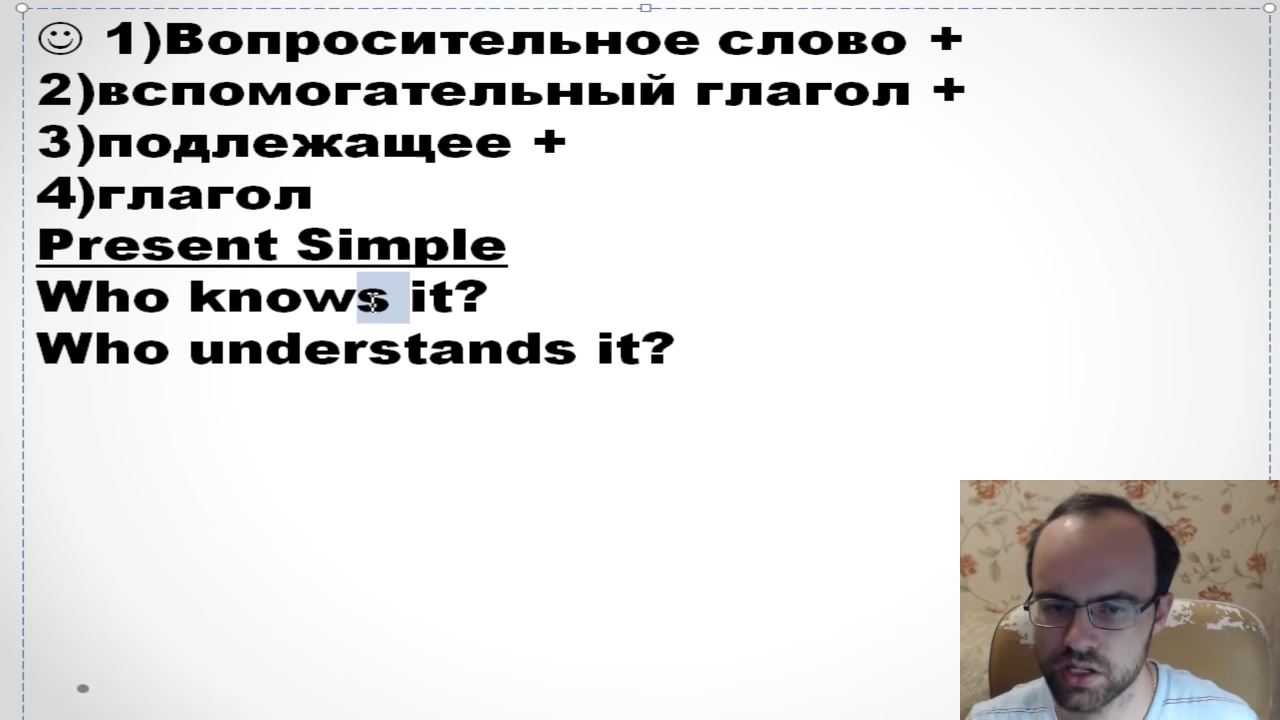 ☺ 1)Вопросительное слово +
2)вспомогательный глагол +
3)подлежащее +
4)глагол
Present Simple
Who knows it?
Who understands it?